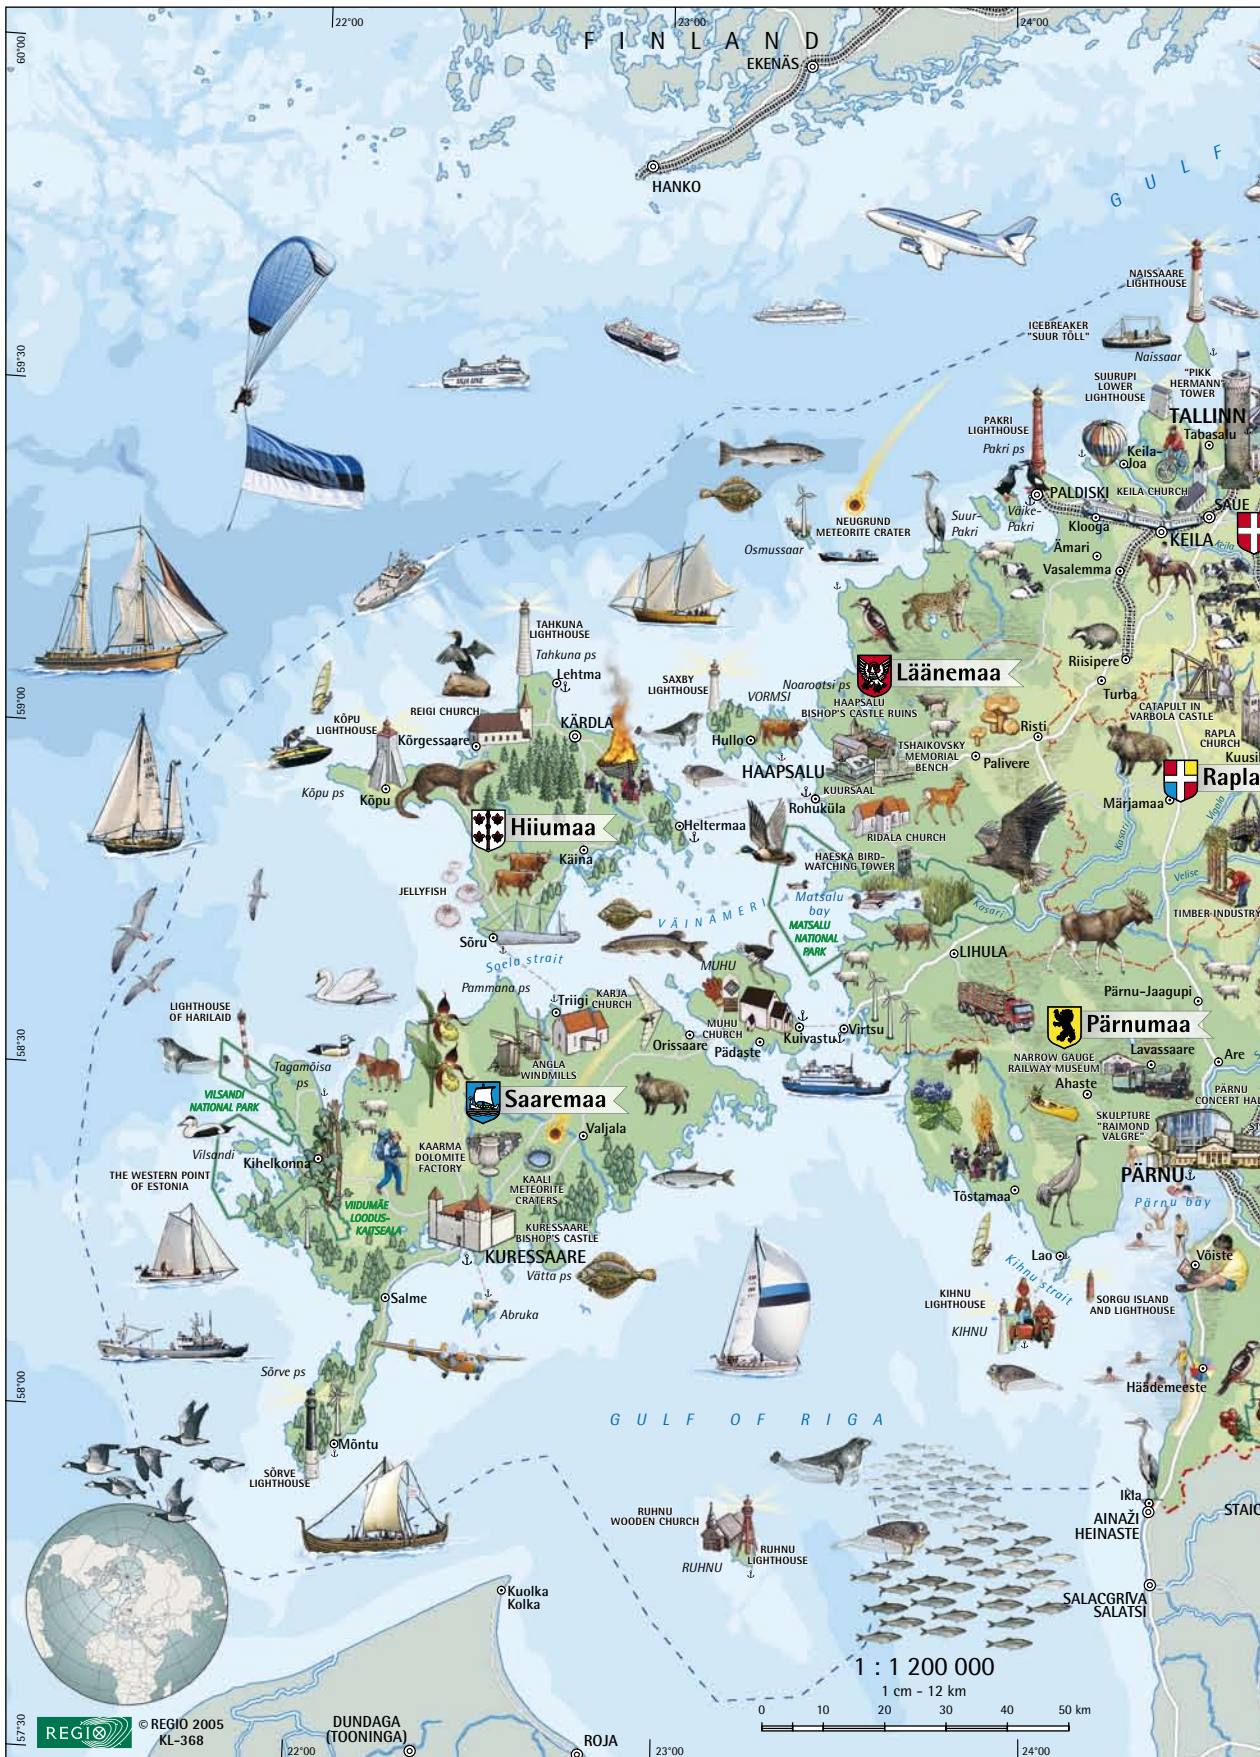 22°00
23°00
24°00
60°00
FINLAND
EKENÄS
HANKO
GULF
NAISSAARE
LIGHTHOUSE
ICEBREAKER
"SUUR TÕLL"
Naissaar
59°30
SUURUPI
LOWER
LIGHTHOUSE
"PIKK
HERMANN"
TOWER
TALLINN
Tabasalu
PAKRI
LIGHTHOUSE
Pakri ps
Keila-
Joa
PALDISKI
KEILA CHURCH
SAUE
NEUGRUND
METEORITE CRATER
Osmussaar
Suur-
Pakri
Väike-
Pakri
Klooga
KEILA
Keila
Ämari
Vasalemma
TAHKUNA
LIGHTHOUSE
Tahkuna ps
Lehtma
SAXBY
LIGHTHOUSE
VORMSI
Noarootsi ps
Läänemaa
HAAPSALU
BISHOP'S CASTLE RUINS
Riisipere
Turba
CATAPULT IN
VARBOLA CASTLE
59°00
KÕPU
LIGHTHOUSE
REIGI CHURCH
KÄRDLA
Kõrgessaare
Hullo
TSHAIKOVSKY
MEMORIAL
BENCH
Risti
Palivere
RAPLA
CHURCH
Kuusil
Rapla
HAAPSALU
KUURSAAL
Rohuküla
Kõpu ps
Kõpu
Märjamaa
Hiiumaa
Heltermaa
RIDALA CHURCH
Kasari
Vigala
Käina
HAESKA BIRD-
WATCHING TOWER
Velise
JELLYFISH
VÄINAMERI
Matsalu
bay
MATSALU
NATIONAL
PARK
Kasari
TIMBER INDUSTRY
Sõru
Soela strait
LIHULA
MUHU
Pammana ps
Triigi
KARJA
CHURCH
Pärnu-Jaagupi
LIGHTHOUSE
OF HARILAID
MUHU
CHURCH
Kuivastu
Virtsu
Pärnumaa
58°30
Orissaare
Pädaste
ANGLA
WINDMILLS
Tagamõisa
ps
NARROW GAUGE
RAILWAY MUSEUM
Lavassaare
Are
Ahaste
VILSANDI
NATIONAL PARK
Saaremaa
PÄRNU
CONCERT HAL
SKULPTURE
"RAIMOND
VALGRE"
Valjala
Vilsandi
Kihelkonna
KAARMA
DOLOMITE
FACTORY
THE WESTERN POINT
OF ESTONIA
KAALI
METEORITE
CRATERS
PÄRNU
Tõstamaa
Pärnu bay
VIIDUMÄE
LOODUS-
KAITSEALA
KURESSAARE
BISHOP'S CASTLE
KURESSAARE
Vätta ps
Lao
Võiste
Kihnu strait
Salme
Abruka
KIHNU
LIGHTHOUSE
KIHNU
SORGU ISLAND
AND LIGHTHOUSE
Sõrve ps
Häädemeeste
58°00
GULF OF RIGA
Mõntu
SÕRVE
LIGHTHOUSE
Ikla
AINAŽI
HEINASTE
STAIC
RUHNU
WOODEN CHURCH
RUHNU
LIGHTHOUSE
RUHNU
Kuolka
Kolka
SALACGRĪVA
SALATSI
1 : 1 200 000
1 cm - 12 km
0 10 20 30 40 50 km
57°30
REGIO
© REGIO 2005
KL-368
DUNDAGA
(TOONINGA)
ROJA
22°00
23°00
24°00